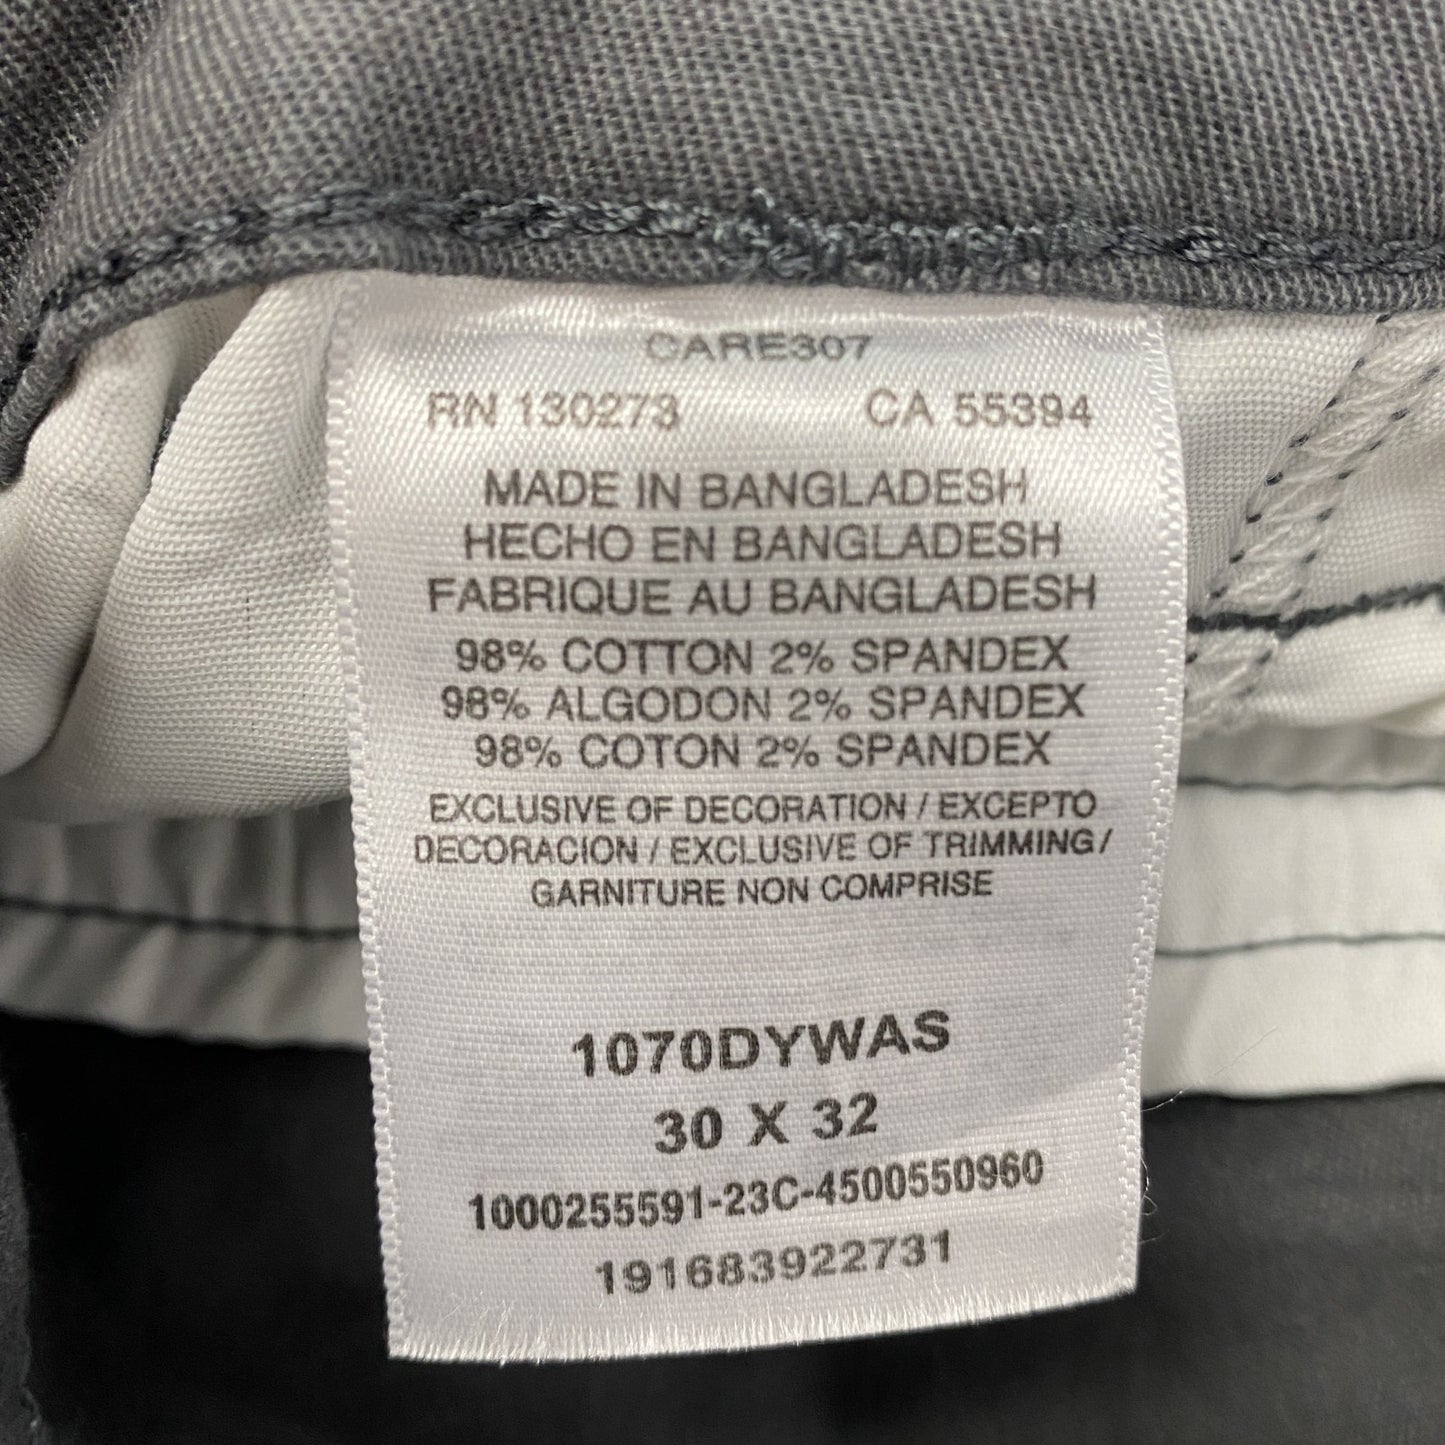 CARE307
RN 130273 CA 55394
MADE IN BANGLADESH
HECHO EN BANGLADESH
FABRIQUE AU BANGLADESH
98% COTTON 2% SPANDEX
98% ALGODON 2% SPANDEX
98% COTON 2% SPANDEX
EXCLUSIVE OF DECORATION / EXCEPTO
DECORACION / EXCLUSIVE OF TRIMMING/
GARNITURE NON COMPRISE
1070DYWAS
30 X 32
1000255591-23C-4500550960
191683922731